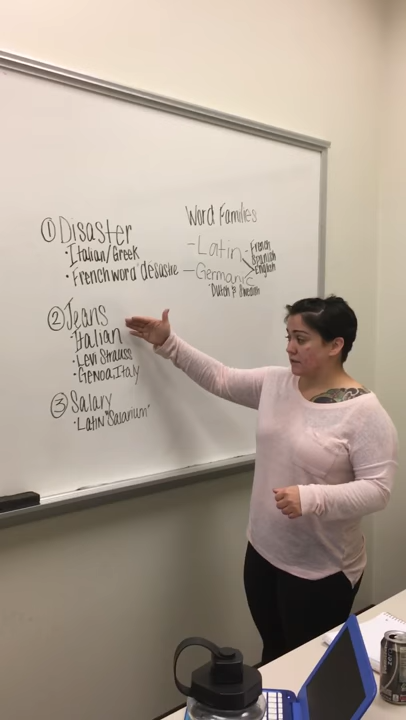 ① Disaster
• Italian/Greek
• French word "desastre
② Jeans
Italian
• Levi Strauss
• Genoa, Italy
③ Salary
• Latin "Salarium"
Word Families
- Latin - French
Spanish
- Germanic English
• Dutch & Swedish